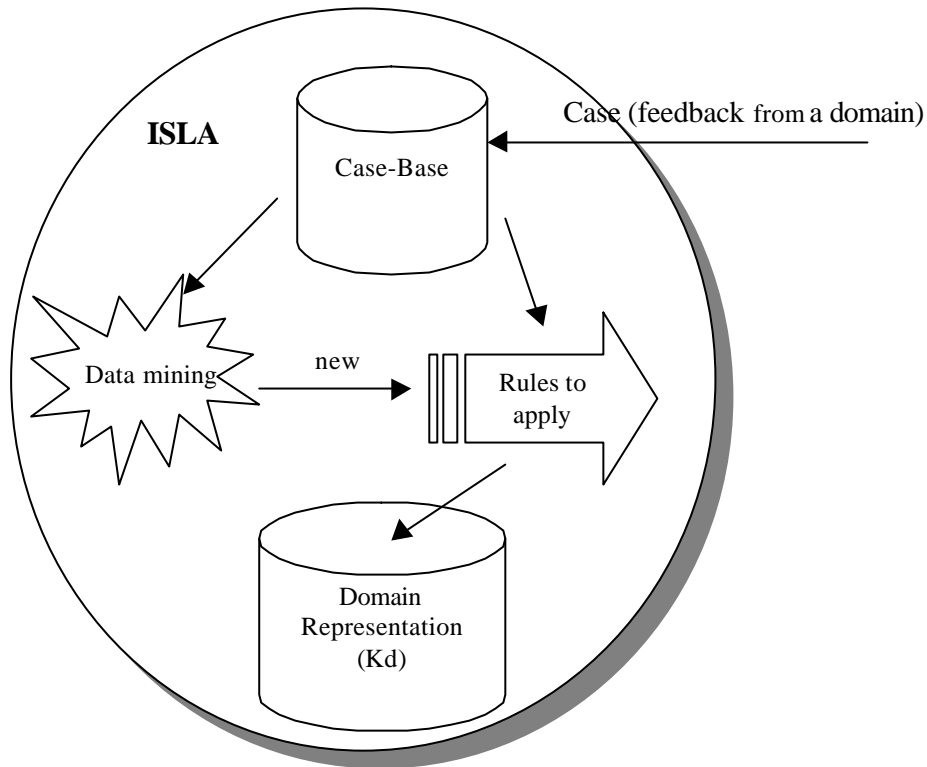 Case (feedback from a domain)
ISLA
Case-Base
new
Data mining
Rules to
apply
Domain
Representation
(Kd)